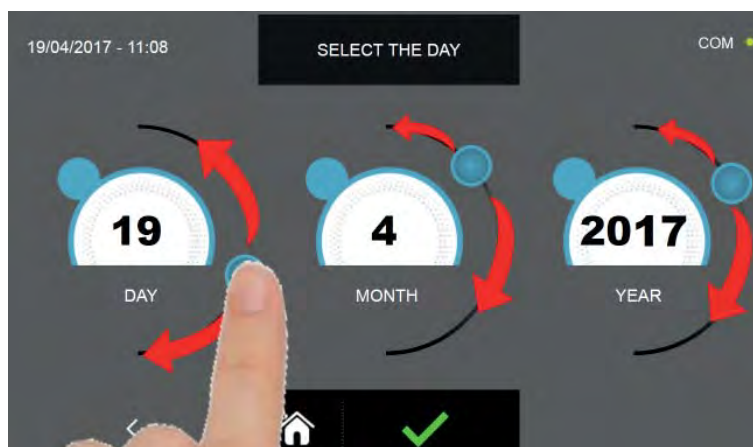 19/04/2017 - 11:08
SELECT THE DAY
COM
19
4
2017
DAY
MONTH
YEAR